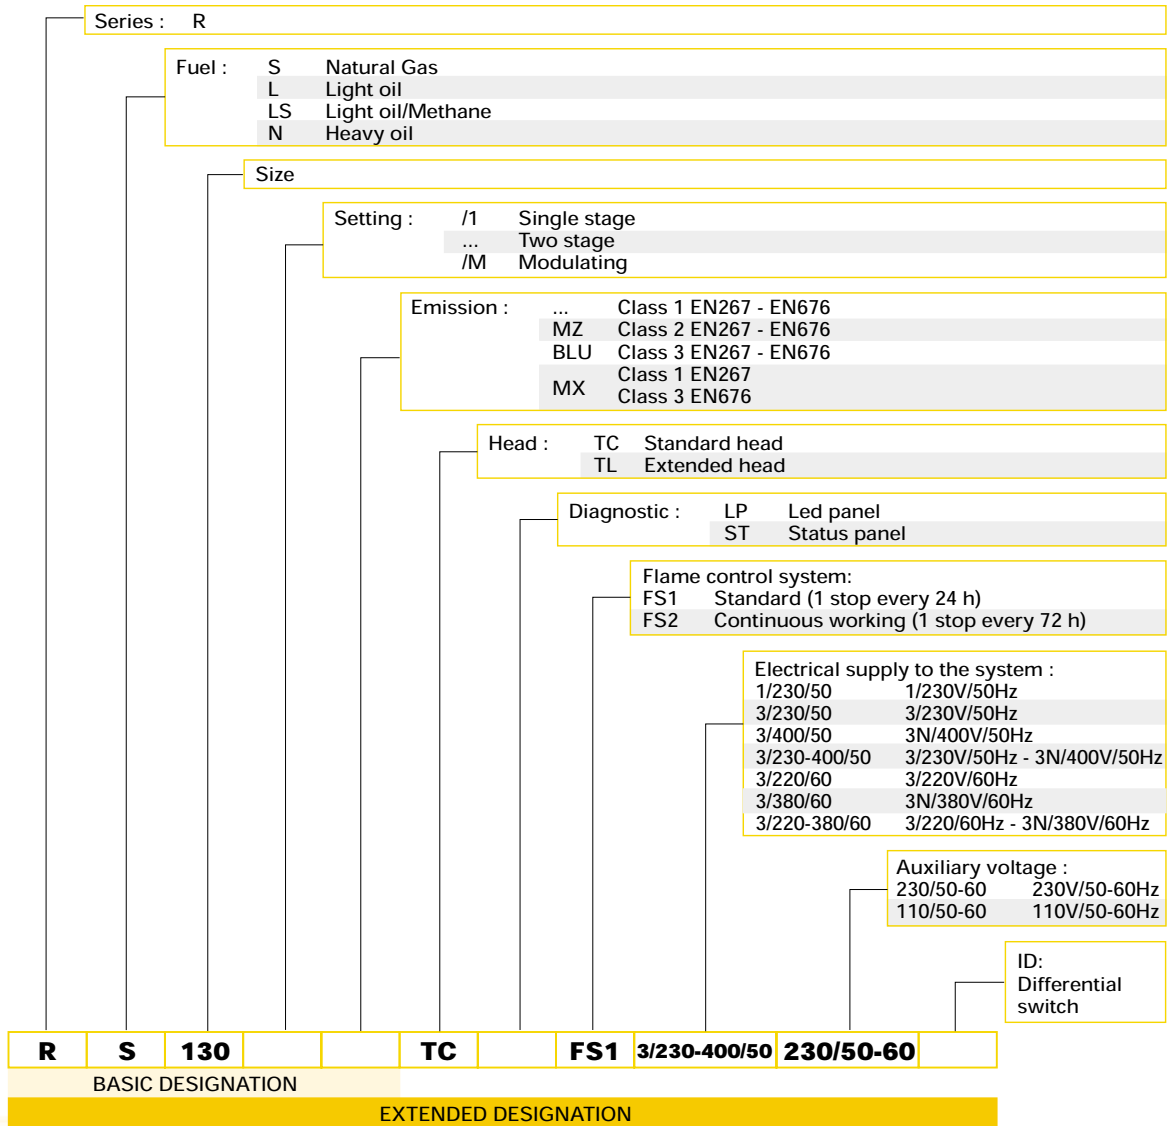 Series : R
Fuel : S Natural Gas
L Light oil
LS Light oil/Methane
N Heavy oil
Size
Setting : /1 Single stage
... Two stage
/M Modulating
Emission : ... Class 1 EN267 - EN676
MZ Class 2 EN267 - EN676
BLU Class 3 EN267 - EN676
MX Class 1 EN267
Class 3 EN676
Head : TC Standard head
TL Extended head
Diagnostic : LP Led panel
ST Status panel
Flame control system:
FS1 Standard (1 stop every 24 h)
FS2 Continuous working (1 stop every 72 h)
Electrical supply to the system :
1/230/50 1/230V/50Hz
3/230/50 3/230V/50Hz
3/400/50 3N/400V/50Hz
3/230-400/50 3/230V/50Hz - 3N/400V/50Hz
3/220/60 3/220V/60Hz
3/380/60 3N/380V/60Hz
3/220-380/60 3/220/60Hz - 3N/380V/60Hz
Auxiliary voltage :
230/50-60 230V/50-60Hz
110/50-60 110V/50-60Hz
ID:
Differential
switch
R S 130 TC FS1 3/230-400/50 230/50-60
BASIC DESIGNATION
EXTENDED DESIGNATION